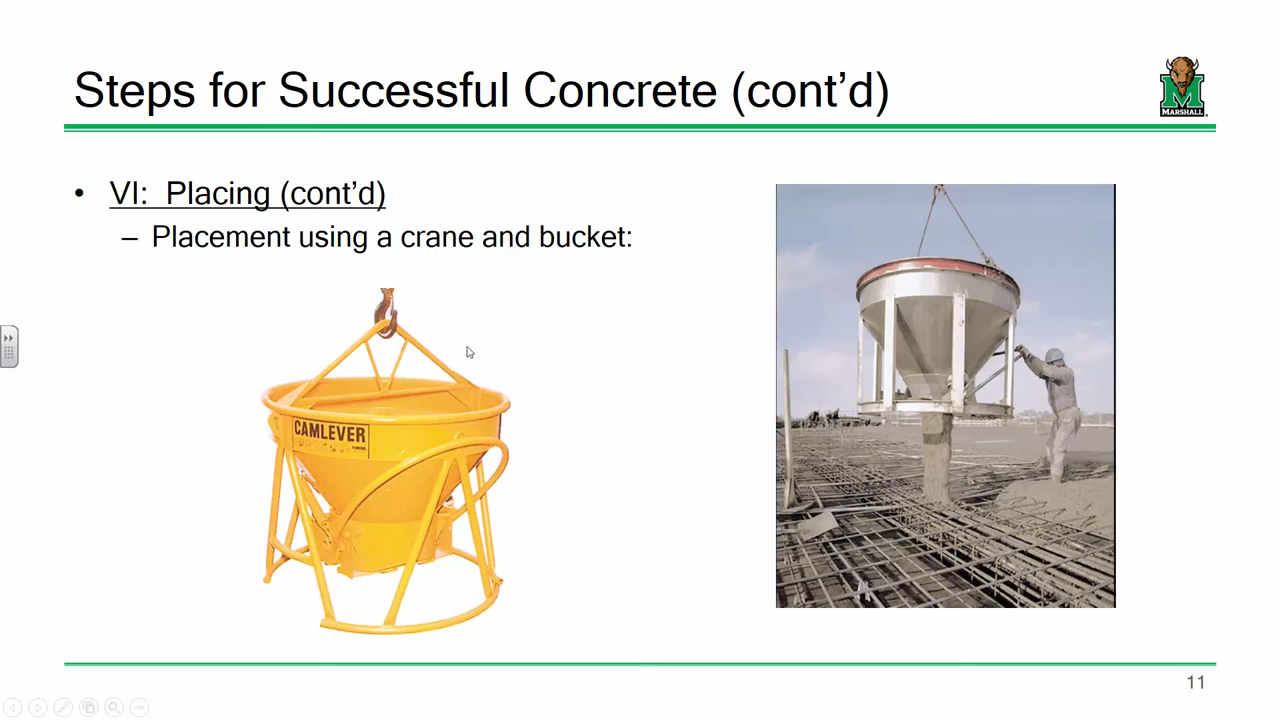 Steps for Successful Concrete (cont’d)
MARSHALL
• VI: Placing (cont’d)
– Placement using a crane and bucket:
CAMLEVER
11